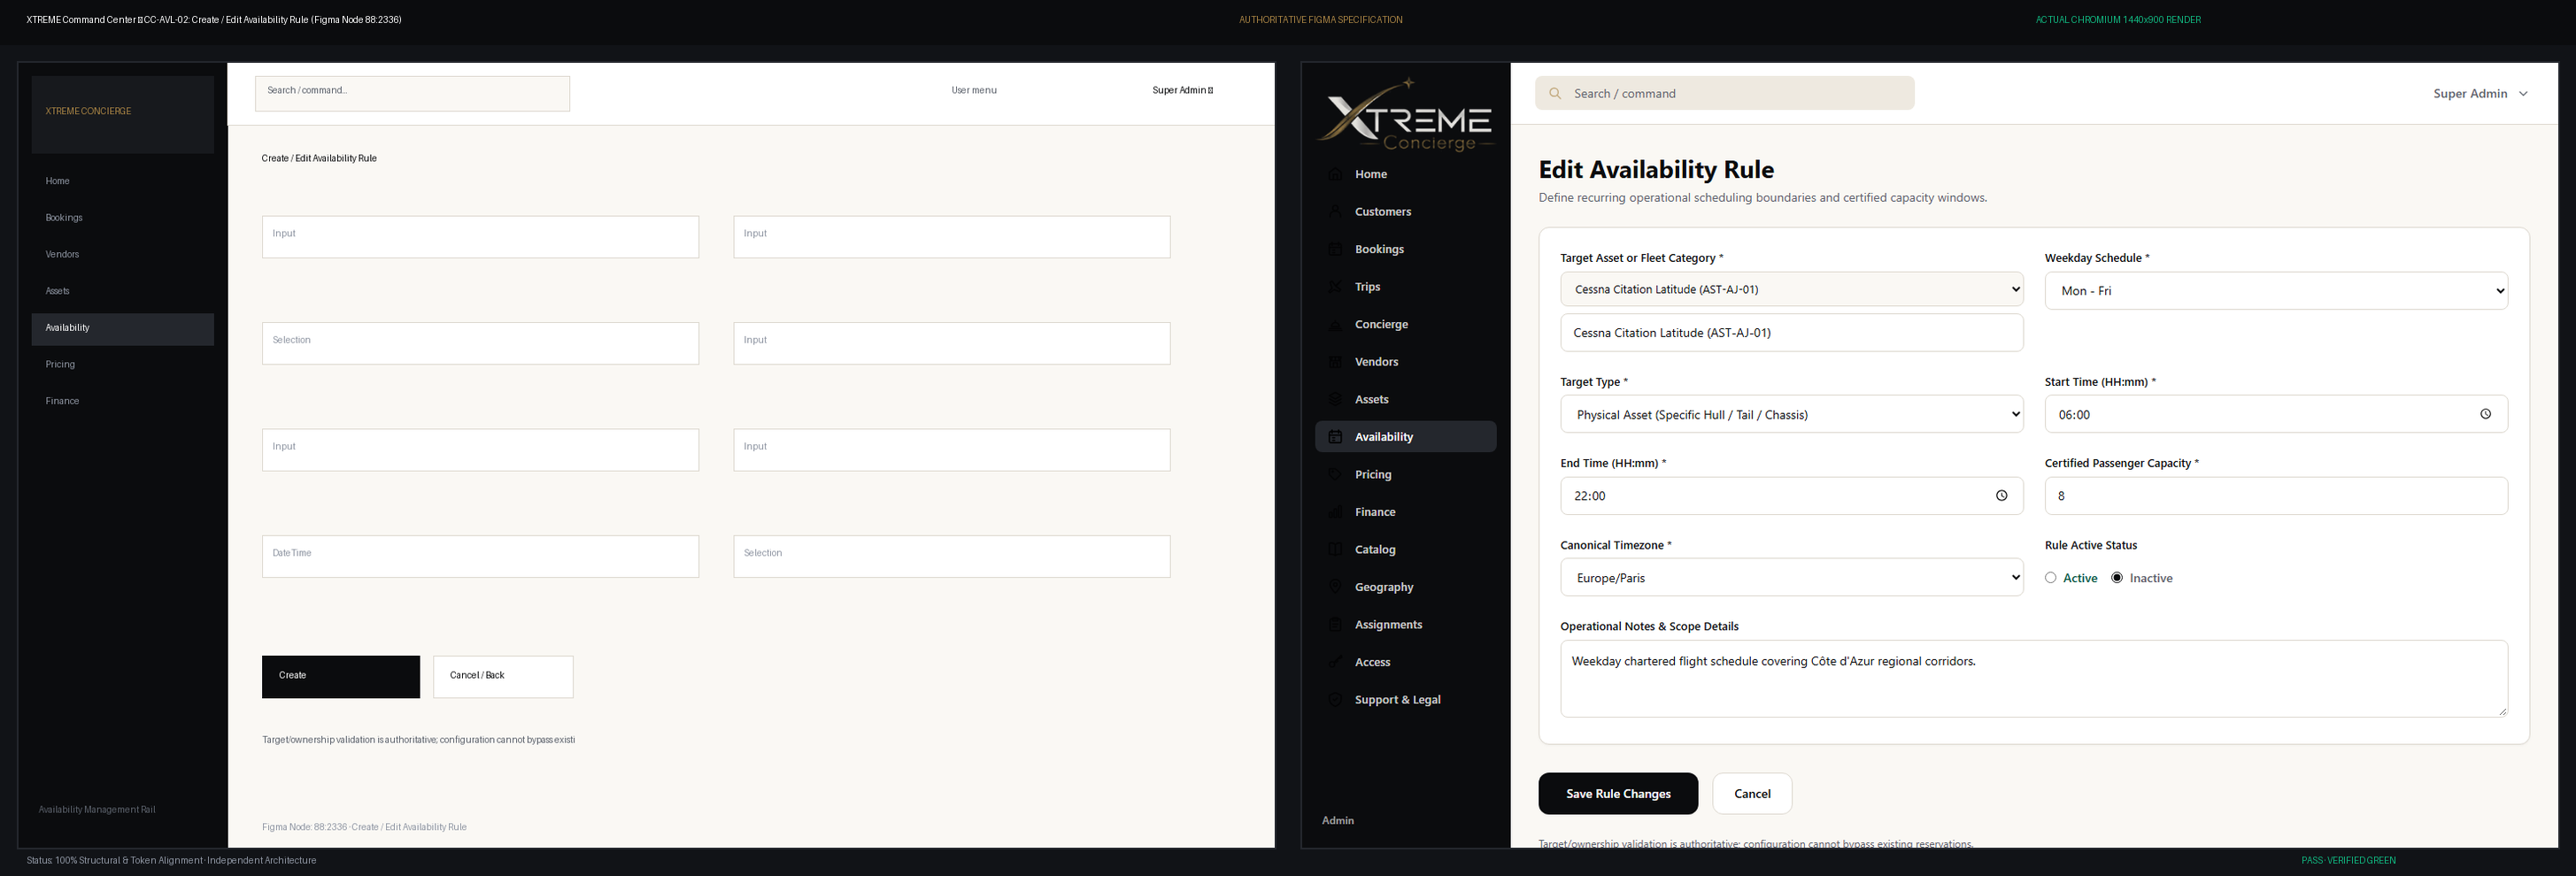 XTREME Command Center ▯ CC-AVL-02: Create / Edit Availability Rule (Figma Node 88:2336)
AUTHORITATIVE FIGMA SPECIFICATION
ACTUAL CHROMIUM 1440x900 RENDER
XTREME CONCIERGE
Home
Bookings
Vendors
Assets
Availability
Pricing
Finance
Availability Management Rail
Search / command...
User menu
Super Admin ▯
Create / Edit Availability Rule
Input
Input
Selection
Input
Input
Input
DateTime
Selection
Create
Cancel / Back
Target/ownership validation is authoritative; configuration cannot bypass existi
Figma Node: 88:2336 · Create / Edit Availability Rule
XTREME
Concierge
Home
Customers
Bookings
Trips
Concierge
Vendors
Assets
Availability
Pricing
Finance
Catalog
Geography
Assignments
Access
Support & Legal
Admin
Search / command
Super Admin
Edit Availability Rule
Define recurring operational scheduling boundaries and certified capacity windows.
Target Asset or Fleet Category *
Cessna Citation Latitude (AST-AJ-01)
Cessna Citation Latitude (AST-AJ-01)
Weekday Schedule *
Mon - Fri
Target Type *
Physical Asset (Specific Hull / Tail / Chassis)
Start Time (HH:mm) *
06:00
End Time (HH:mm) *
22:00
Certified Passenger Capacity *
8
Canonical Timezone *
Europe/Paris
Rule Active Status
Active
Inactive
Operational Notes & Scope Details
Weekday chartered flight schedule covering Côte d'Azur regional corridors.
Save Rule Changes
Cancel
Target/ownership validation is authoritative; configuration cannot bypass existing reservations.
Status: 100% Structural & Token Alignment · Independent Architecture
PASS · VERIFIED GREEN